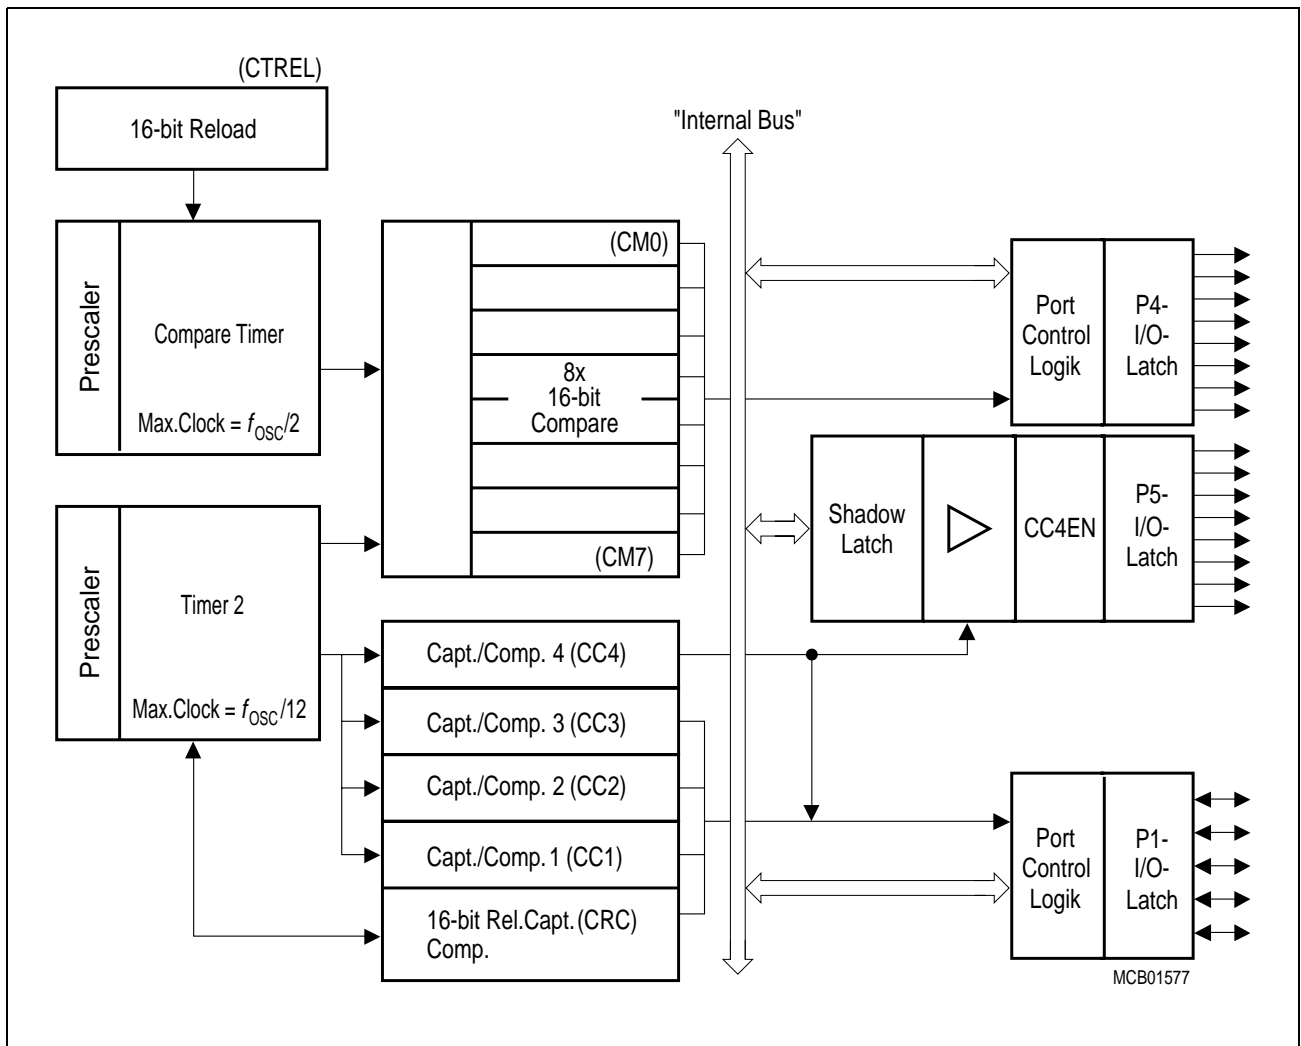 (CTREL)
16-bit Reload
"Internal Bus"
Prescaler
Compare Timer
Max.Clock = fOSC/2
(CM0)
8x
16-bit
Compare
(CM7)
Port
Control
Logik
P4-
I/O-
Latch
Shadow
Latch
CC4EN
P5-
I/O-
Latch
Prescaler
Timer 2
Max.Clock = fOSC/12
Capt./Comp. 4 (CC4)
Capt./Comp. 3 (CC3)
Capt./Comp. 2 (CC2)
Capt./Comp. 1 (CC1)
16-bit Rel.Capt. (CRC)
Comp.
Port
Control
Logik
P1-
I/O-
Latch
MCB01577